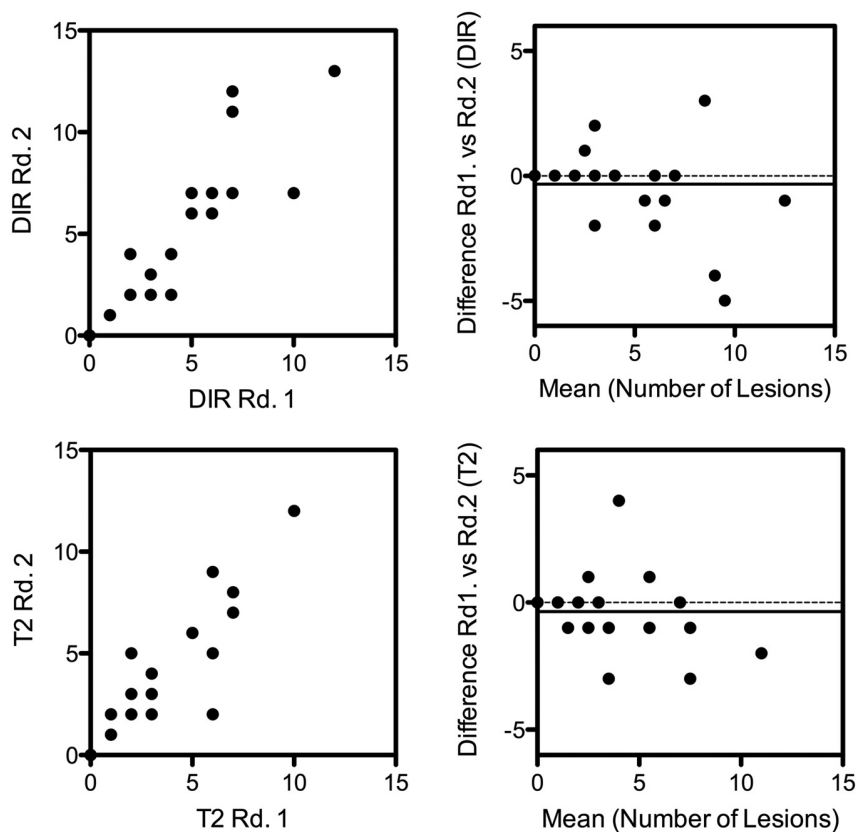 15
10
5
0
DIR Rd. 2
0 5 10 15
DIR Rd. 1
5
0
-5
Difference Rd1. vs Rd.2 (DIR)
0 5 10 15
Mean (Number of Lesions)
15
10
5
0
T2 Rd. 2
0 5 10 15
T2 Rd. 1
5
0
-5
Difference Rd1. vs Rd.2 (T2)
0 5 10 15
Mean (Number of Lesions)